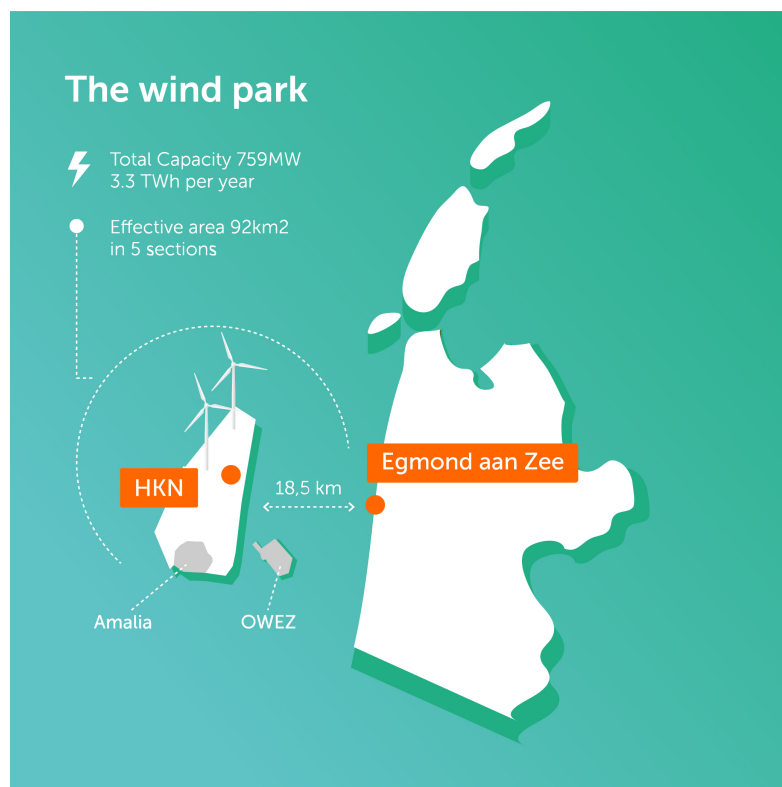 The wind park
Total Capacity 759MW
3.3 TWh per year
Effective area 92km2
in 5 sections
Egmond aan Zee
HKN
18,5 km
Amalia
OWEZ